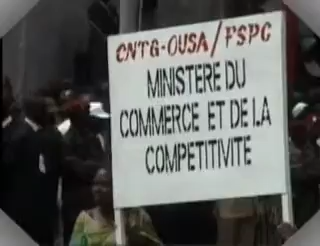 CNTG-OUSA/FSPC
MINISTERE DU
COMMERCE ET DE LA
COMPETITIVITE